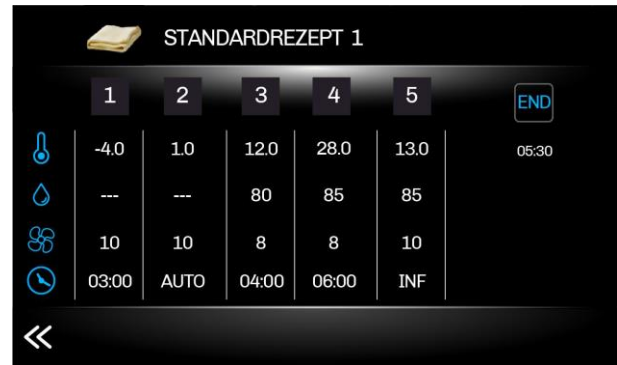 STANDARDREZEPT 1
1 2 3 4 5 END
-4.0 1.0 12.0 28.0 13.0 05:30
--- --- 80 85 85
10 10 8 8 10
03:00 AUTO 04:00 06:00 INF